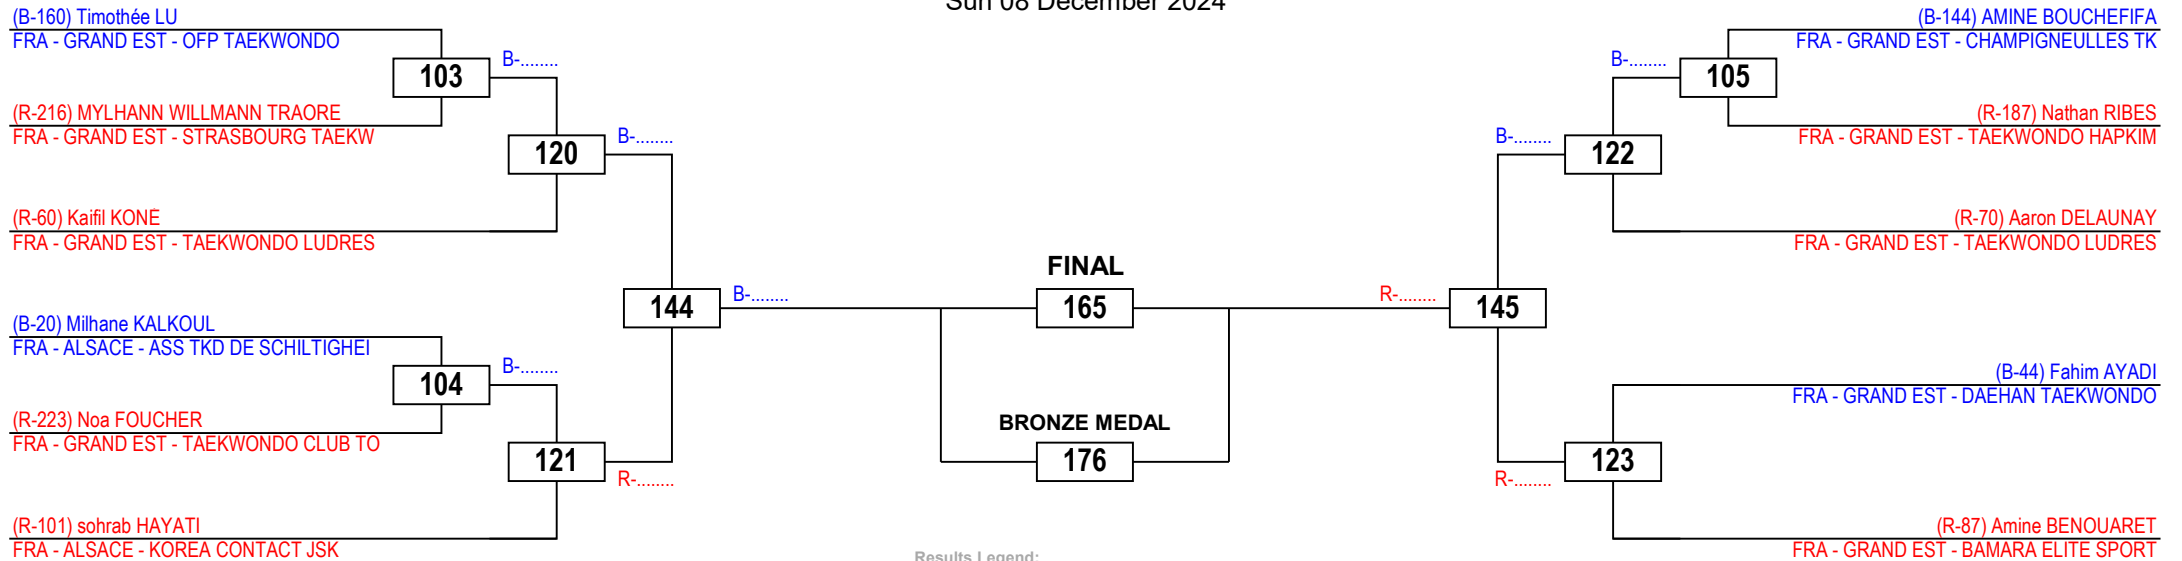 Sun 08 December 2024
(B-160) Timothée LU
FRA - GRAND EST - OFP TAEKWONDO
B-........
103
(R-216) MYLHANN WILLMANN TRAORE
FRA - GRAND EST - STRASBOURG TAEKW
B-........
120
(R-60) Kaifil KONÉ
FRA - GRAND EST - TAEKWONDO LUDRES
144
B-........
(B-20) Milhane KALKOUL
FRA - ALSACE - ASS TKD DE SCHILTIGHEI
B-........
104
(R-223) Noa FOUCHER
FRA - GRAND EST - TAEKWONDO CLUB TO
121
R-........
(R-101) sohrab HAYATI
FRA - ALSACE - KOREA CONTACT JSK
FINAL
165
BRONZE MEDAL
176
Results Legend:
(B-144) AMINE BOUCHEFIFA
FRA - GRAND EST - CHAMPIGNEULLES TK
B-........
105
(R-187) Nathan RIBES
FRA - GRAND EST - TAEKWONDO HAPKIM
B-........
122
(R-70) Aaron DELAUNAY
FRA - GRAND EST - TAEKWONDO LUDRES
R-........
145
(B-44) Fahim AYADI
FRA - GRAND EST - DAEHAN TAEKWONDO
123
R-........
(R-87) Amine BENOUARET
FRA - GRAND EST - BAMARA ELITE SPORT